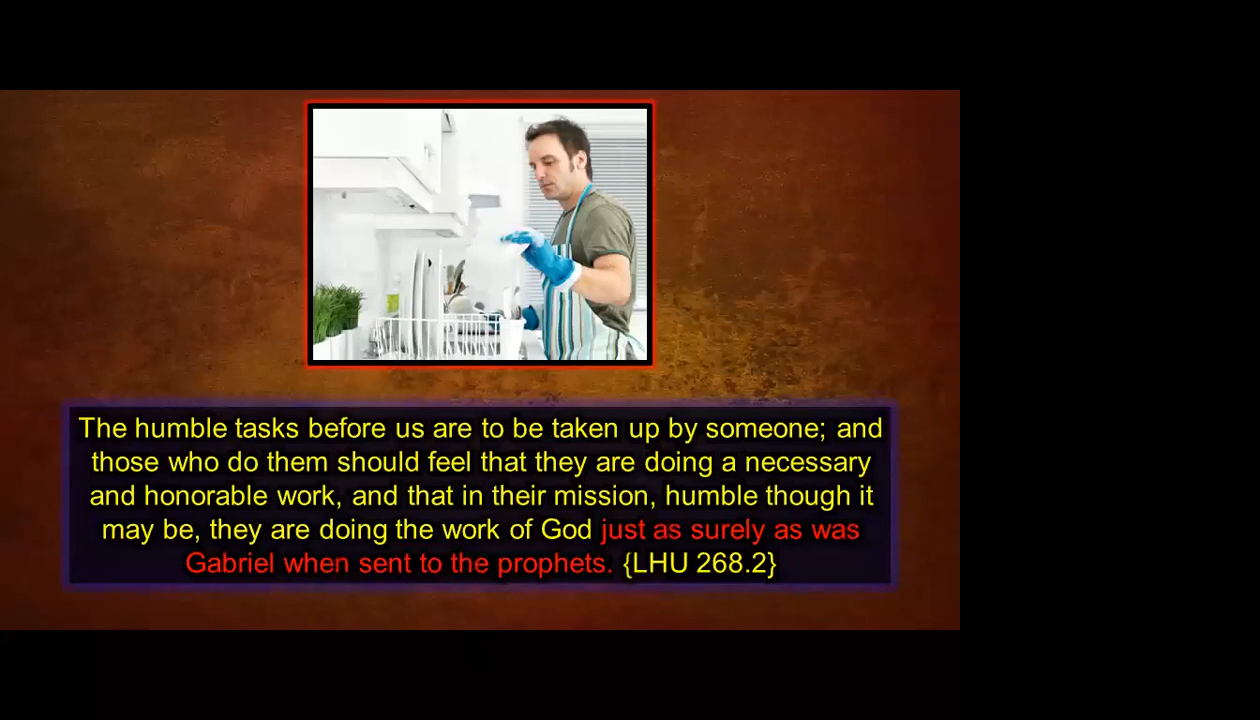 The humble tasks before us are to be taken up by someone; and
those who do them should feel that they are doing a necessary
and honorable work, and that in their mission, humble though it
may be, they are doing the work of God just as surely as was
Gabriel when sent to the prophets. {LHU 268.2}